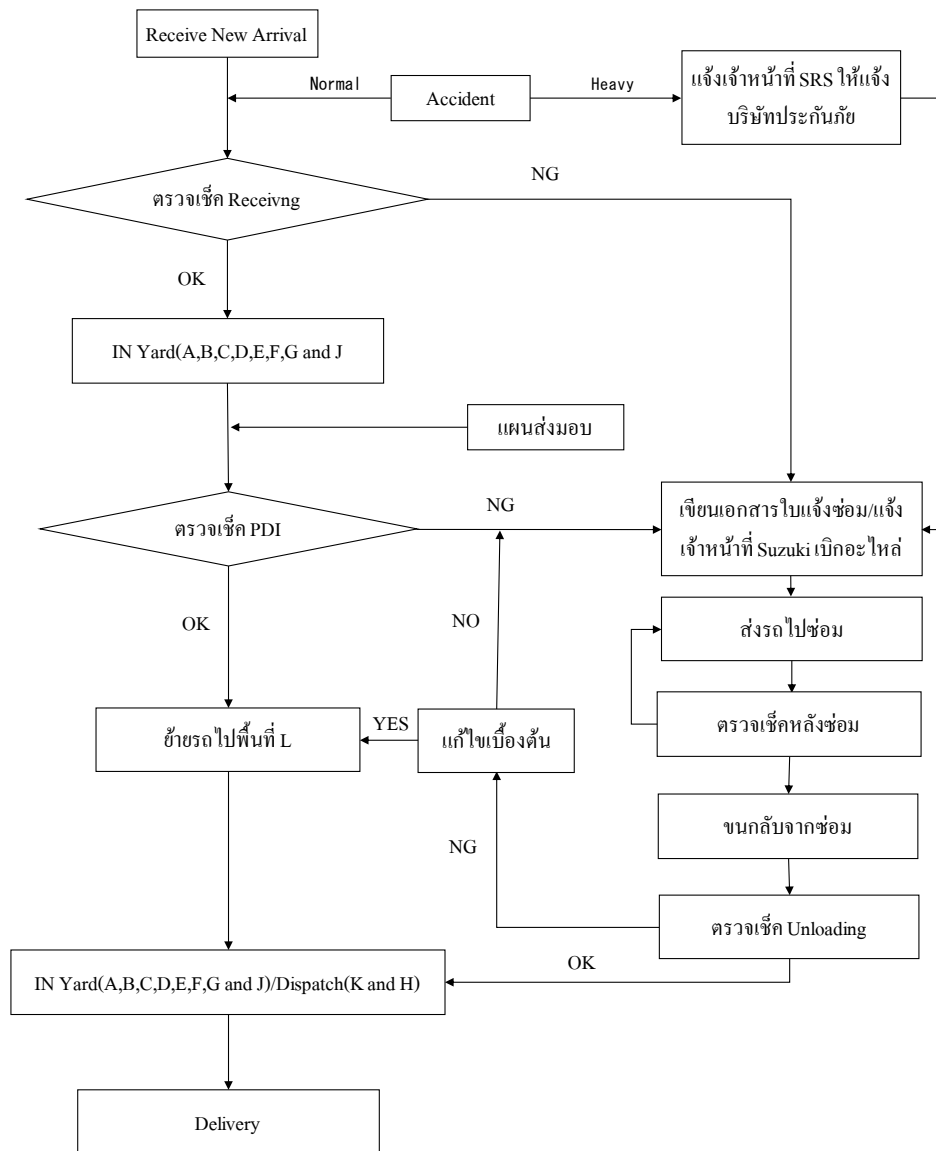 Receive New Arrival
Normal
Accident
Heavy
แจ้งเจ้าหน้าที่ SRS ให้แจ้ง
บริษัทประกันภัย
ตรวจเช็ค Receivng
NG
OK
IN Yard(A,B,C,D,E,F,G and J
แผนส่งมอบ
ตรวจเช็ค PDI
NG
เขียนเอกสารใบแจ้งซ่อม/แจ้ง
เจ้าหน้าที่ Suzuki เบิกอะไหล่
OK
NO
ส่งรถไปซ่อม
ย้ายรถไปพื้นที่ L
YES
แก้ไขเบื้องต้น
ตรวจเช็คหลังซ่อม
ขนกลับจากซ่อม
NG
ตรวจเช็ค Unloading
OK
IN Yard(A,B,C,D,E,F,G and J)/Dispatch(K and H)
Delivery